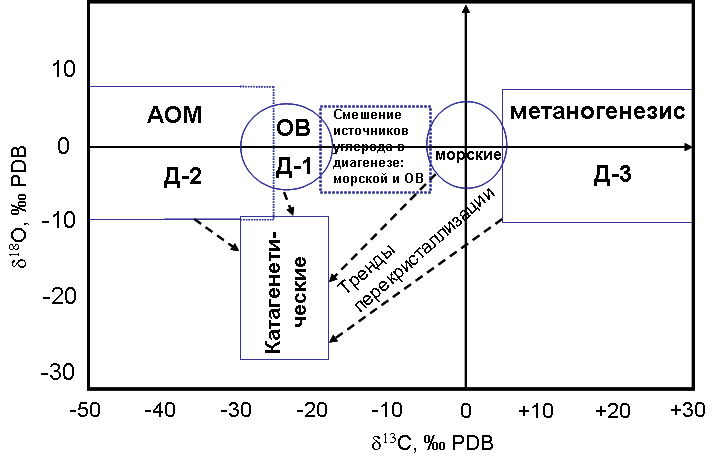 10
0
-10
-20
-30
δ18O, ‰ PDB
АОМ
Д-2
ОВ
Д-1
Смешение
источников
углерода в
диагенезе:
морской и ОВ
морские
метаногенезис
Д-3
Катагенети-
ческие
Тренды
перекристаллизации
-50 -40 -30 -20 -10 0 +10 +20 +30
δ13C, ‰ PDB